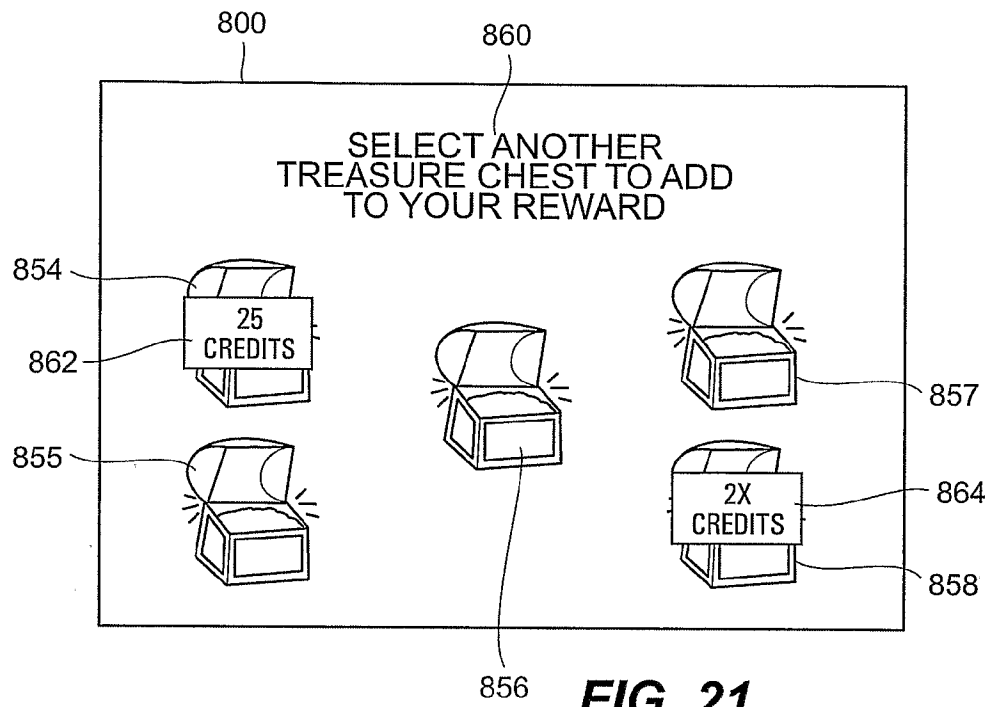 800
860
SELECT ANOTHER
TREASURE CHEST TO ADD
TO YOUR REWARD
854
25
CREDITS
862
857
855
2X
CREDITS
864
858
856
FIG. 21